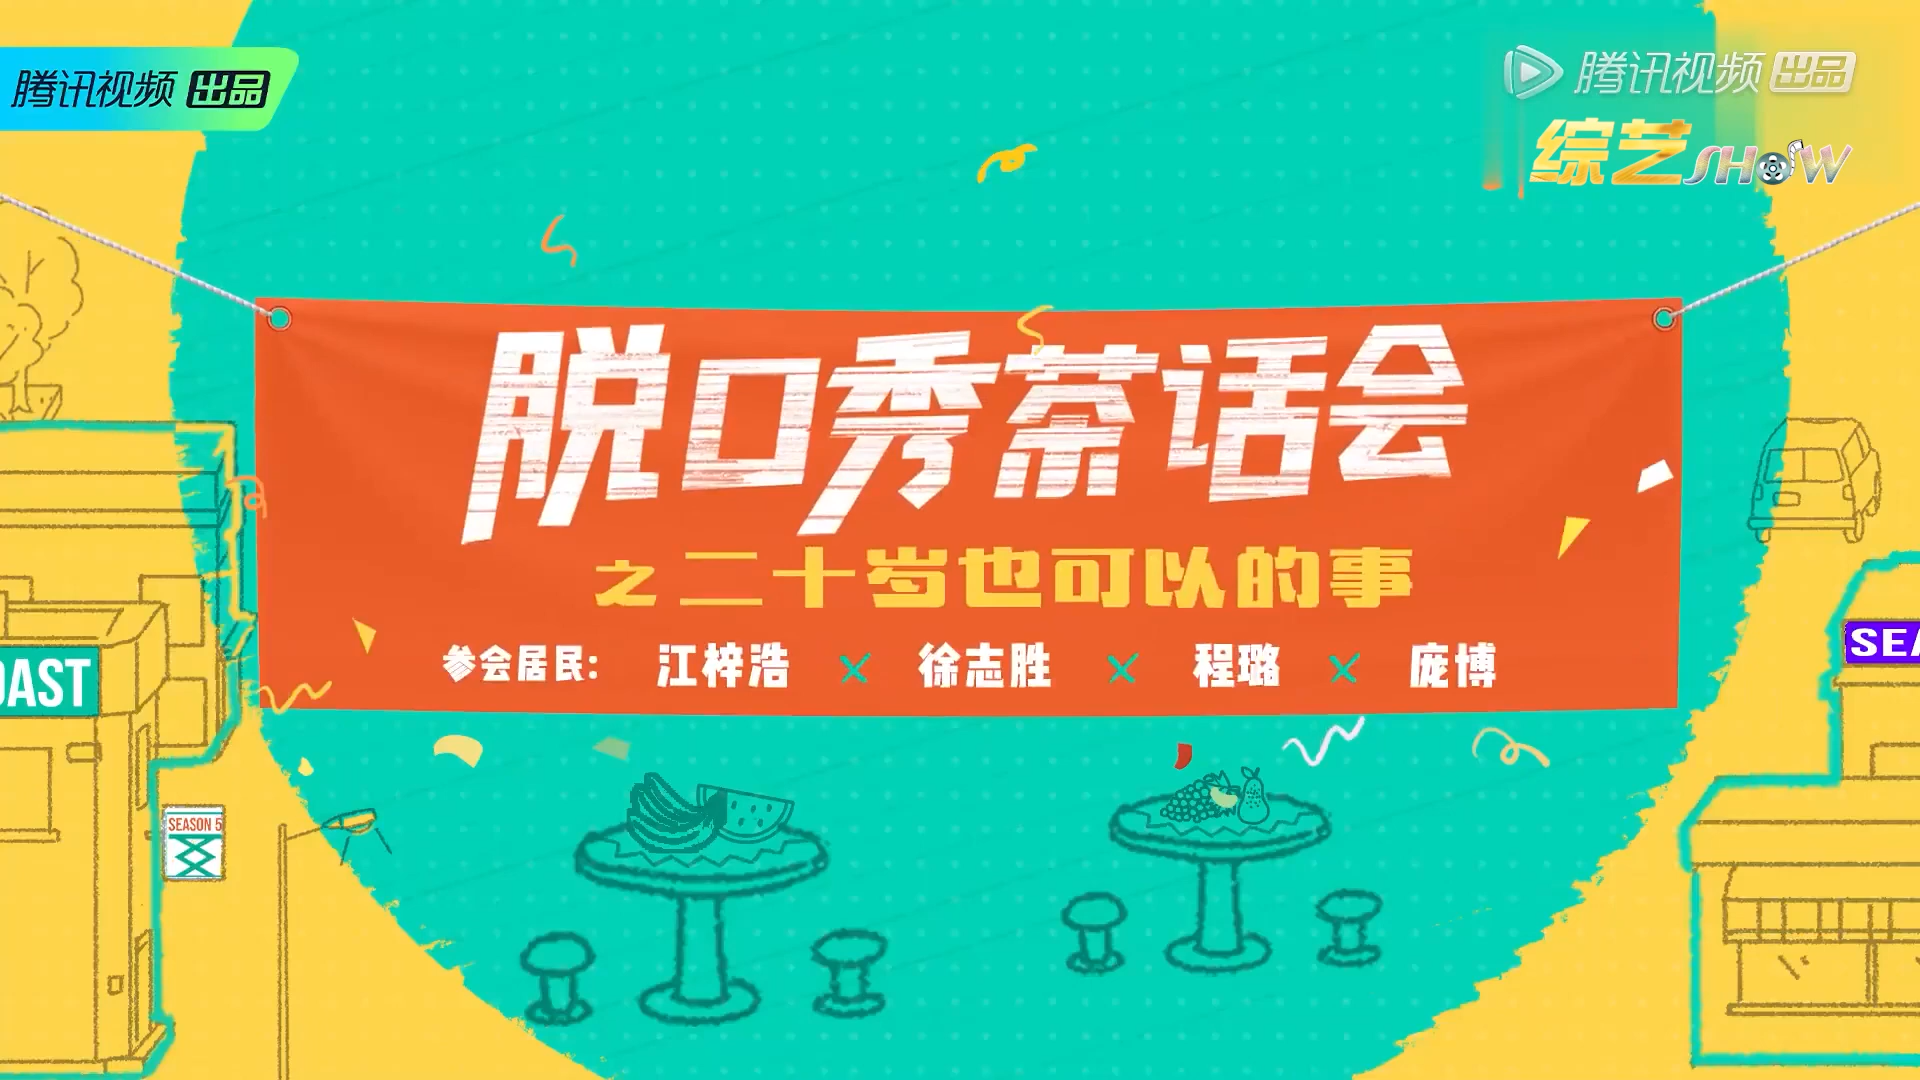 腾讯视频 出品
腾讯视频 出品
综艺SHOW
脱口秀茶话会
之二十岁也可以的事
参会居民: 江梓浩 × 徐志胜 × 程璐 × 庞博
OAST
SEA
SEASON 5